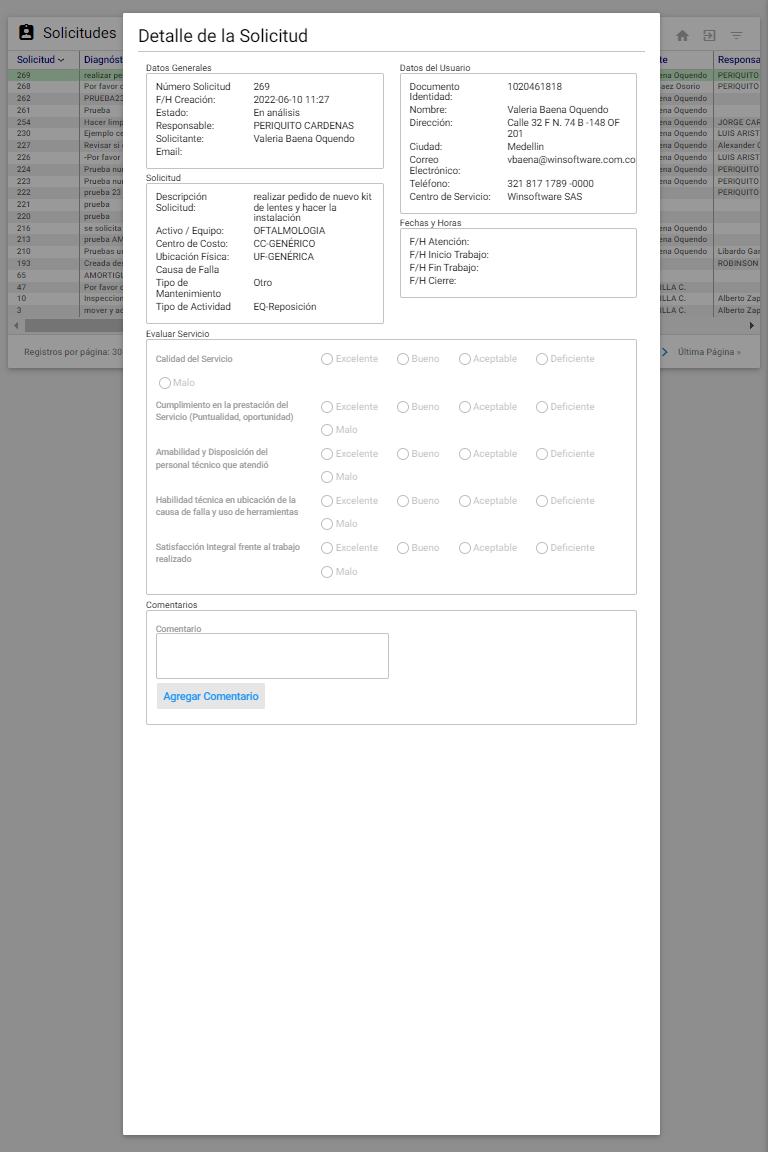 Solicitudes
Detalle de la Solicitud
Solicitud
Diagnóst
te
Responsa
269
realizar pe
ena Oquendo
PERIQUITO
268
Por favor c
aez Osorio
PERIQUITO
262
PRUEBA23
ena Oquendo
261
Prueba
ena Oquendo
254
Hacer limp
ena Oquendo
JORGE CAR
230
Ejemplo ce
ena Oquendo
LUIS ARIST
227
Revisar si
ena Oquendo
Alexander
226
-Por favor
ena Oquendo
LUIS ARIST
224
Prueba nu
ena Oquendo
PERIQUITO
223
Prueba nu
ena Oquendo
PERIQUITO
222
prueba 23
PERIQUITO
221
prueba
220
prueba
216
se solicita
ena Oquendo
213
prueba AM
ena Oquendo
210
Pruebas u
ena Oquendo
Libardo Gar
193
Creada des
ROBINSON
65
AMORTIGU
47
Por favor c
ILLA C.
10
Inspeccion
ILLA C.
Alberto Zap
3
mover y ac
ILLA C.
Alberto Zap
Registros por página: 30
Última Página »
Datos Generales
Número Solicitud 269
F/H Creación: 2022-06-10 11:27
Estado: En análisis
Responsable: PERIQUITO CARDENAS
Solicitante: Valeria Baena Oquendo
Email:
Datos del Usuario
Documento 1020461818
Identidad:
Nombre: Valeria Baena Oquendo
Dirección: Calle 32 F N. 74 B -148 OF
201
Ciudad: Medellin
Correo vbaena@winsoftware.com.co
Electrónico:
Teléfono: 321 817 1789 -0000
Centro de Servicio: Winsoftware SAS
Solicitud
Descripción realizar pedido de nuevo kit
Solicitud: de lentes y hacer la
instalación
Activo / Equipo: OFTALMOLOGIA
Centro de Costo: CC-GENÉRICO
Ubicación Física: UF-GENÉRICA
Causa de Falla
Tipo de Otro
Mantenimiento
Tipo de Actividad EQ-Reposición
Fechas y Horas
F/H Atención:
F/H Inicio Trabajo:
F/H Fin Trabajo:
F/H Cierre:
Evaluar Servicio
Calidad del Servicio Excelente Bueno Aceptable Deficiente
Malo
Cumplimiento en la prestación del Excelente Bueno Aceptable Deficiente
Servicio (Puntualidad, oportunidad)
Malo
Amabilidad y Disposición del Excelente Bueno Aceptable Deficiente
personal técnico que atendió
Malo
Habilidad técnica en ubicación de la Excelente Bueno Aceptable Deficiente
causa de falla y uso de herramientas
Malo
Satisfacción Integral frente al trabajo Excelente Bueno Aceptable Deficiente
realizado
Malo
Comentarios
Comentario
Agregar Comentario